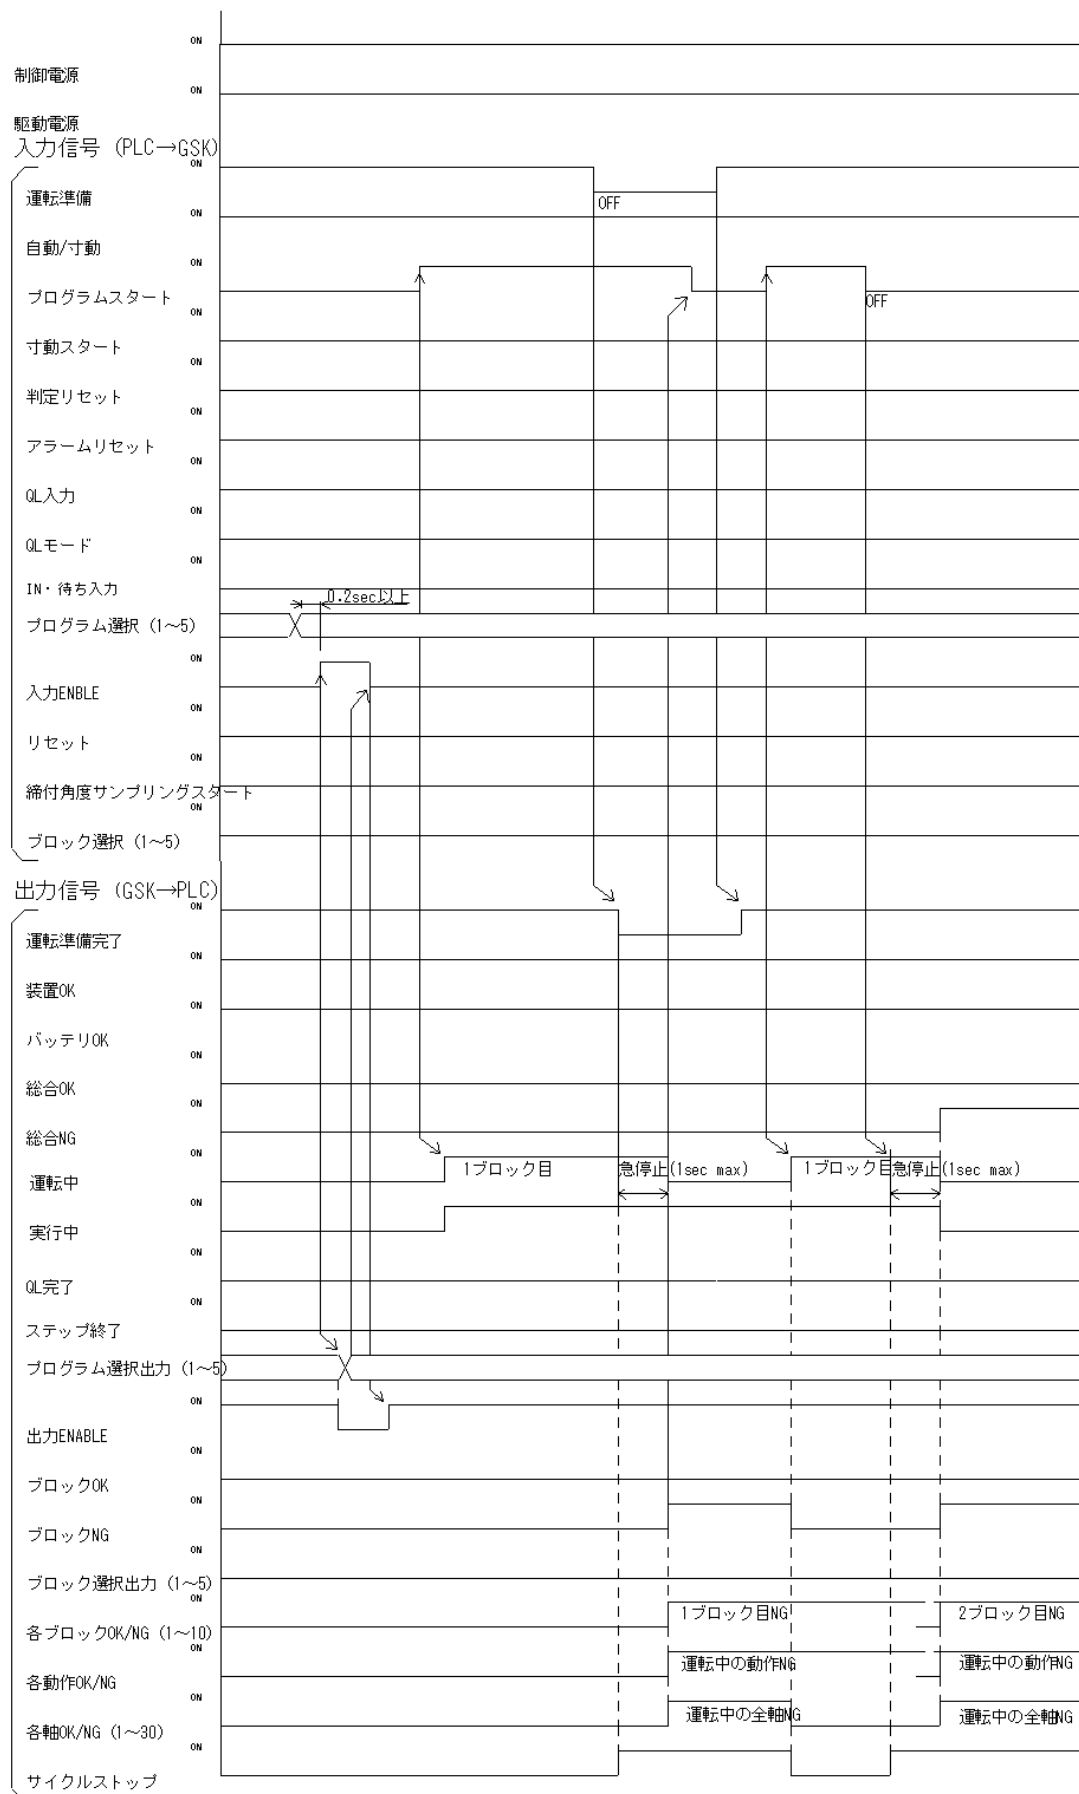 ON
制御電源
ON
駆動電源
入力信号 (PLC→GSK)
ON
運転準備
OFF
ON
自動/寸動
ON
プログラムスタート
OFF
ON
寸動スタート
ON
判定リセット
ON
アラームリセット
ON
QL入力
ON
QLモード
ON
IN・待ち入力
0.2sec以上
プログラム選択 (1～5)
ON
入力ENBLE
ON
リセット
ON
締付角度サンプリングスタート
ON
ブロック選択 (1～5)
出力信号 (GSK→PLC)
ON
運転準備完了
ON
装置OK
ON
バッテリOK
ON
総合OK
ON
総合NG
ON
1ブロック目 急停止(1sec max) 1ブロック目 急停止(1sec max)
運転中
ON
実行中
ON
QL完了
ON
ステップ終了
プログラム選択出力 (1～5)
ON
出力ENABLE
ON
ブロックOK
ON
ブロックNG
ON
ブロック選択出力 (1～5)
ON
1ブロック目NG 2ブロック目NG
各ブロックOK/NG (1～10)
ON
運転中の動作NG 運転中の動作NG
各動作OK/NG
ON
運転中の全軸NG 運転中の全軸NG
各軸OK/NG (1～30)
ON
サイクルストップ